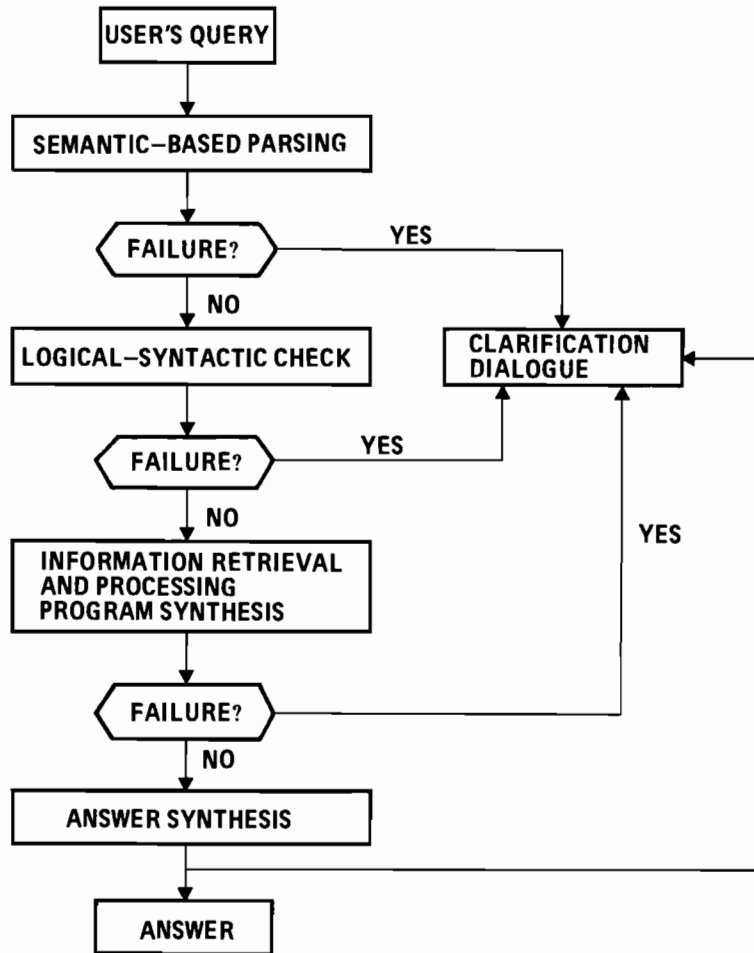 USER'S QUERY
SEMANTIC–BASED PARSING
FAILURE?
YES
NO
LOGICAL–SYNTACTIC CHECK
CLARIFICATION
DIALOGUE
FAILURE?
YES
NO
INFORMATION RETRIEVAL
AND PROCESSING
PROGRAM SYNTHESIS
YES
FAILURE?
NO
ANSWER SYNTHESIS
ANSWER